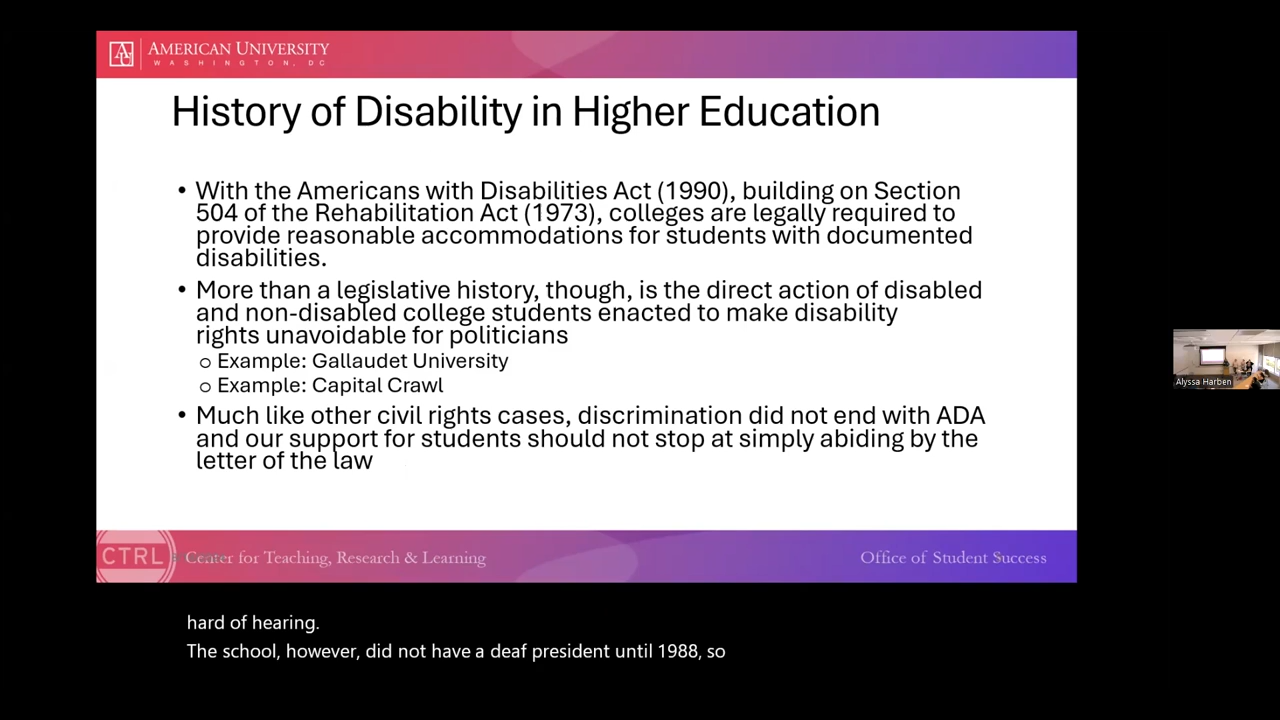 AMERICAN UNIVERSITY
WASHINGTON, DC
History of Disability in Higher Education
• With the Americans with Disabilities Act (1990), building on Section
504 of the Rehabilitation Act (1973), colleges are legally required to
provide reasonable accommodations for students with documented
disabilities.
• More than a legislative history, though, is the direct action of disabled
and non-disabled college students enacted to make disability
rights unavoidable for politicians
o Example: Gallaudet University
o Example: Capital Crawl
• Much like other civil rights cases, discrimination did not end with ADA
and our support for students should not stop at simply abiding by the
letter of the law
Alyssa Harben
CTRL Center for Teaching, Research & Learning
Office of Student Success
hard of hearing.
The school, however, did not have a deaf president until 1988, so